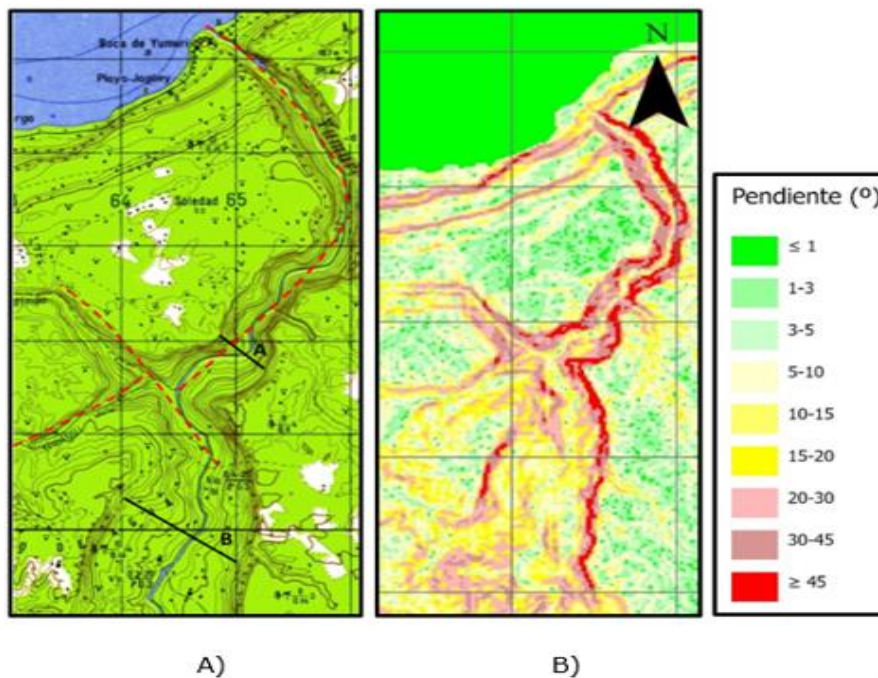 Boca de Yumurí
Playa Jaguey
64
Soledad
65
A
B
A)
N
B)
Pendiente (º)
≤ 1
1-3
3-5
5-10
10-15
15-20
20-30
30-45
≥ 45